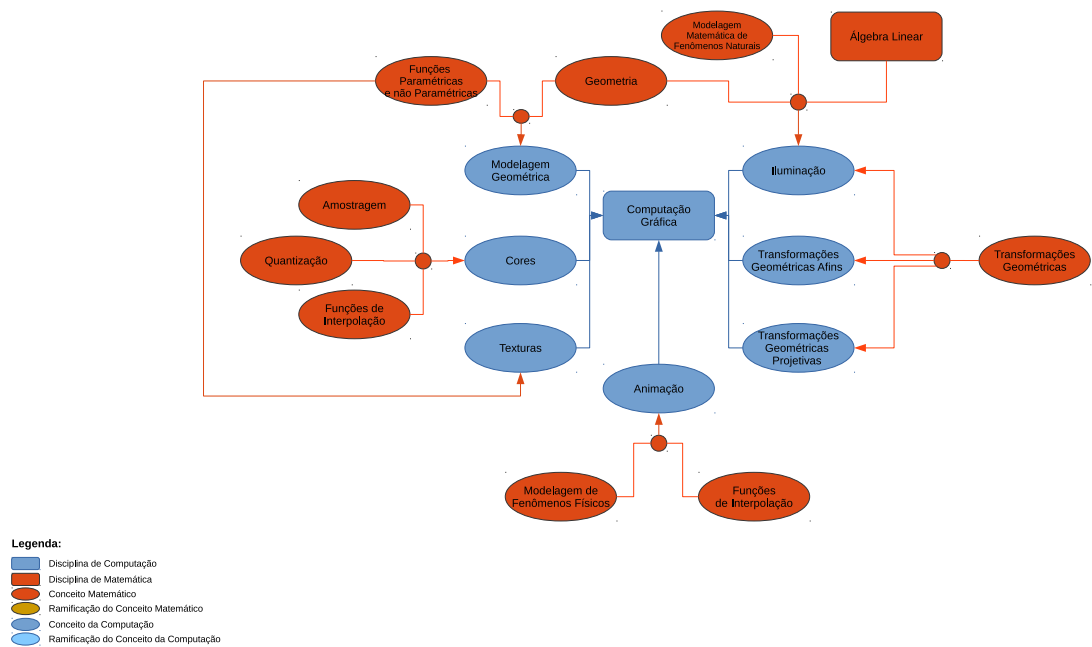 Modelagem
Matemática de
Fenômenos Naturais
Álgebra Linear
Funções
Paramétricas
e não Paramétricas
Geometria
Modelagem
Geométrica
Iluminação
Amostragem
Computação
Gráfica
Quantização
Cores
Transformações
Geométricas Afins
Transformações
Geométricas
Funções de
Interpolação
Texturas
Transformações
Geométricas
Projetivas
Animação
Modelagem de
Fenômenos Físicos
Funções
de Interpolação
Legenda:
Disciplina de Computação
Disciplina de Matemática
Conceito Matemático
Ramificação do Conceito Matemático
Conceito da Computação
Ramificação do Conceito da Computação